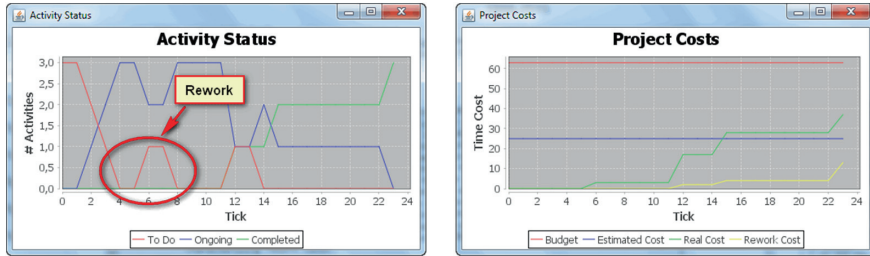 Activity Status
Activity Status
3,0
2,5
2,0
1,5
1,0
0,5
0,0
# Activities
Rework
0 2 4 6 8 10 12 14 16 18 20 22 24
Tick
To Do Ongoing Completed
Project Costs
Project Costs
60
50
40
30
20
10
0
Time Cost
0 2 4 6 8 10 12 14 16 18 20 22 24
Tick
Budget Estimated Cost Real Cost Rework Cost